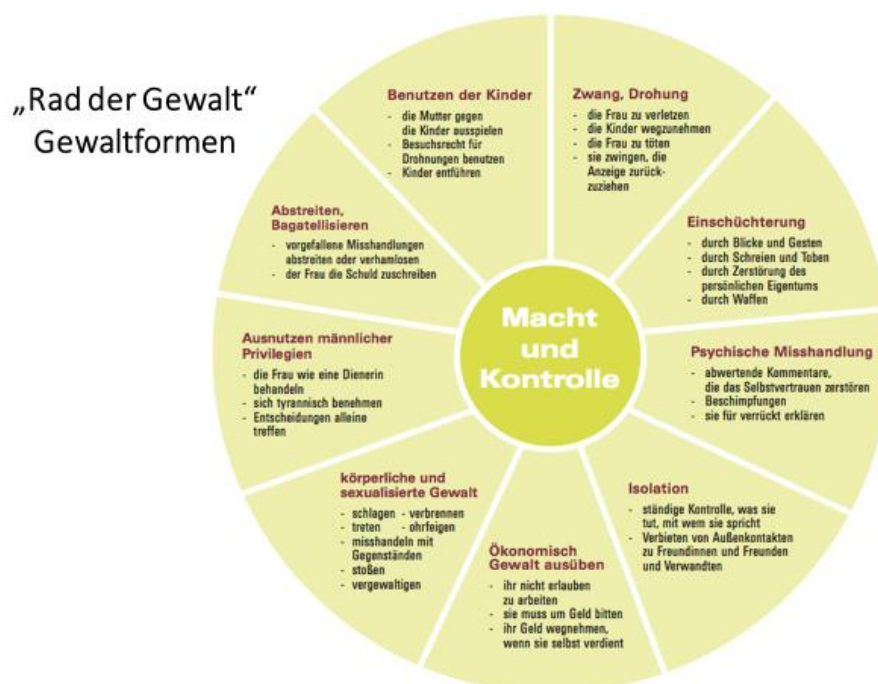 „Rad der Gewalt“
Gewaltformen
Benutzen der Kinder
- die Mutter gegen
die Kinder ausspielen
- Besuchsrecht für
Drohnungen benutzen
- Kinder entführen
Zwang, Drohung
- die Frau zu verletzen
- die Kinder wegzunehmen
- die Frau zu töten
- sie zwingen, die
Anzeige zurück-
zuziehen
Einschüchterung
- durch Blicke und Gesten
- durch Schreien und Toben
- durch Zerstörung des
persönlichen Eigentums
- durch Waffen
Psychische Misshandlung
- abwertende Kommentare,
die das Selbstvertrauen zerstören
- Beschimpfungen
- sie für verrückt erklären
Isolation
- ständige Kontrolle, was sie
tut, mit wem sie spricht
- Verbieten von Außenkontakten
zu Freundinnen und Freunden
und Verwandten
Ökonomisch
Gewalt ausüben
- ihr nicht erlauben
zu arbeiten
- sie muss um Geld bitten
- ihr Geld wegnehmen,
wenn sie selbst verdient
körperliche und
sexualisierte Gewalt
- schlagen - verbrennen
- treten - ohrfeigen
- misshandeln mit
Gegenständen
- stoßen
- vergewaltigen
Ausnutzen männlicher
Privilegien
- die Frau wie eine Dienerin
behandeln
- sich tyrannisch benehmen
- Entscheidungen alleine
treffen
Abstreiten,
Bagatellisieren
- vorgefallene Misshandlungen
abstreiten oder verhamlosen
- der Frau die Schuld zuschreiben
Macht
und
Kontrolle